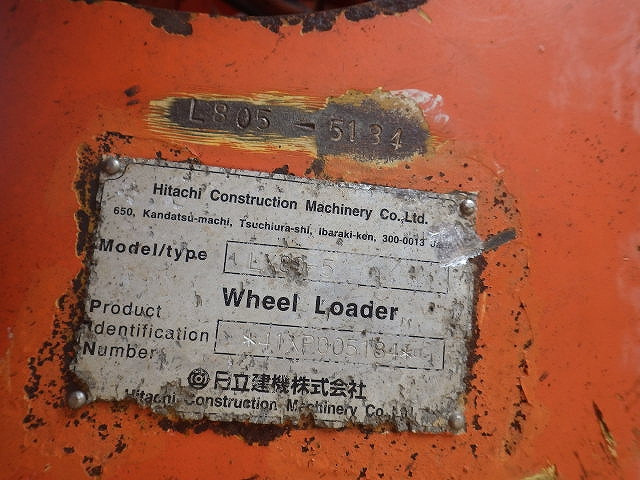 L805-5184
Hitachi Construction Machinery Co.,Ltd.
650, Kandatsu-machi, Tsuchiura-shi, Ibaraki-ken, 300-0013
Model/type
Wheel Loader
Product
Identification
Number
日立建機株式会社
Hitachi Construction Machinery Co.,Ltd.